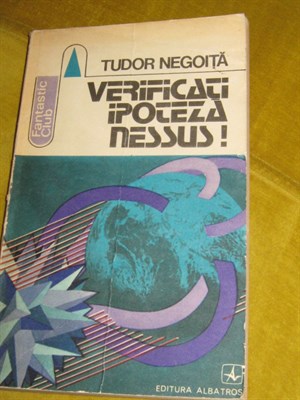 TUDOR NEGOIȚĂ
Fantastic
Club
VERIFICAȚI
IPOTEZA
NESSUS!
EDITURA ALBATROS